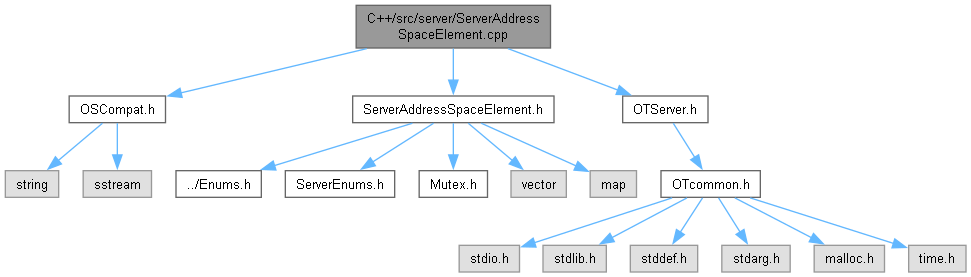 C++/src/server/ServerAddress
SpaceElement.cpp
OSCompat.h
ServerAddressSpaceElement.h
OTServer.h
string
sstream
../Enums.h
ServerEnums.h
Mutex.h
vector
map
OTcommon.h
stdio.h
stdlib.h
stddef.h
stdarg.h
malloc.h
time.h